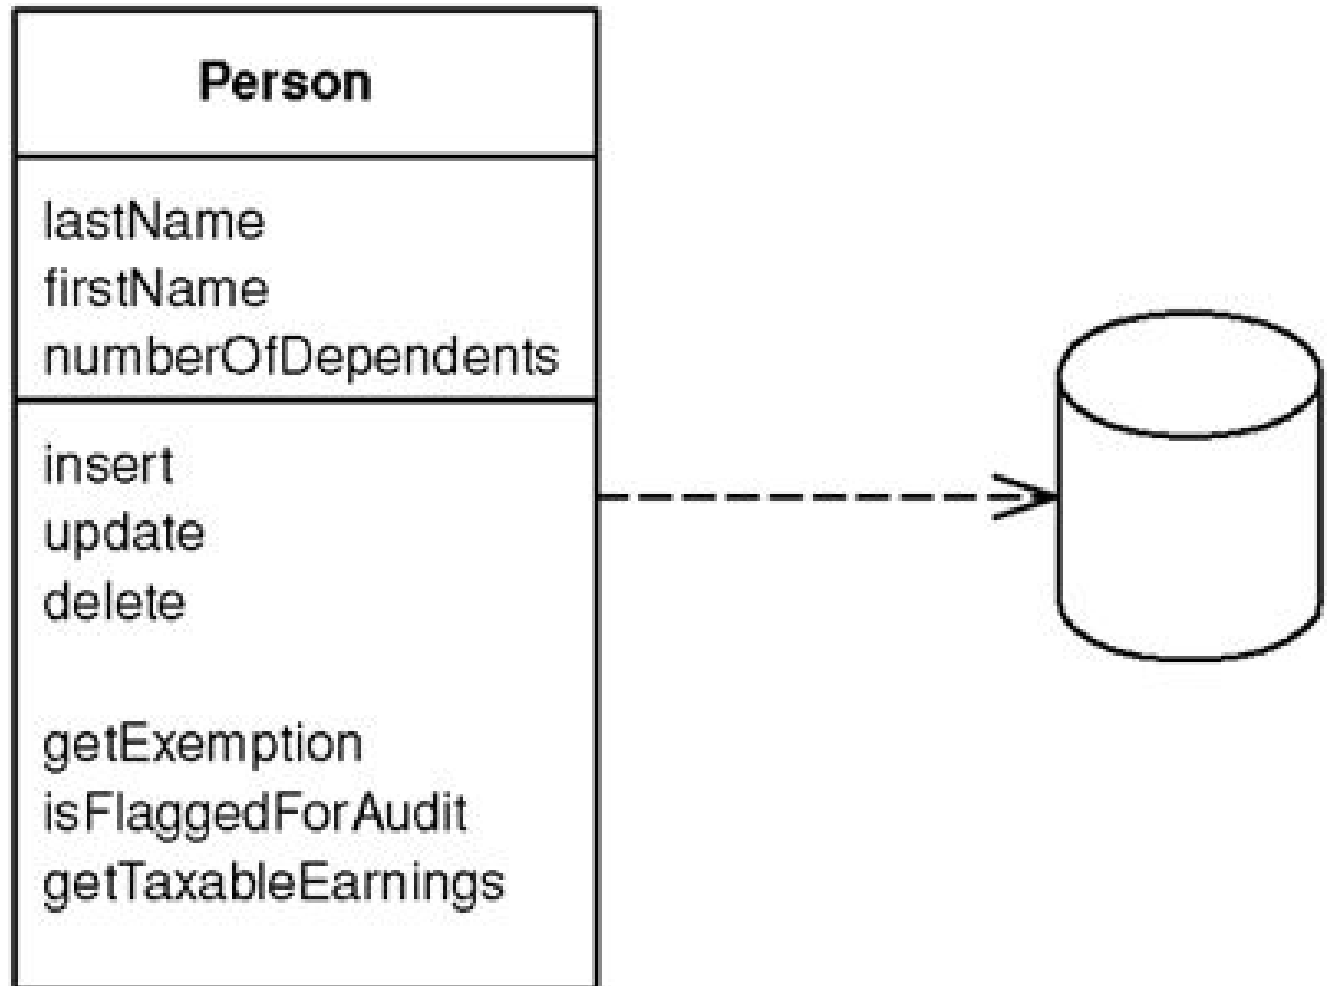 Person
lastName
firstName
numberOfDependents
insert
update
delete
getExemption
isFlaggedForAudit
getTaxableEarnings